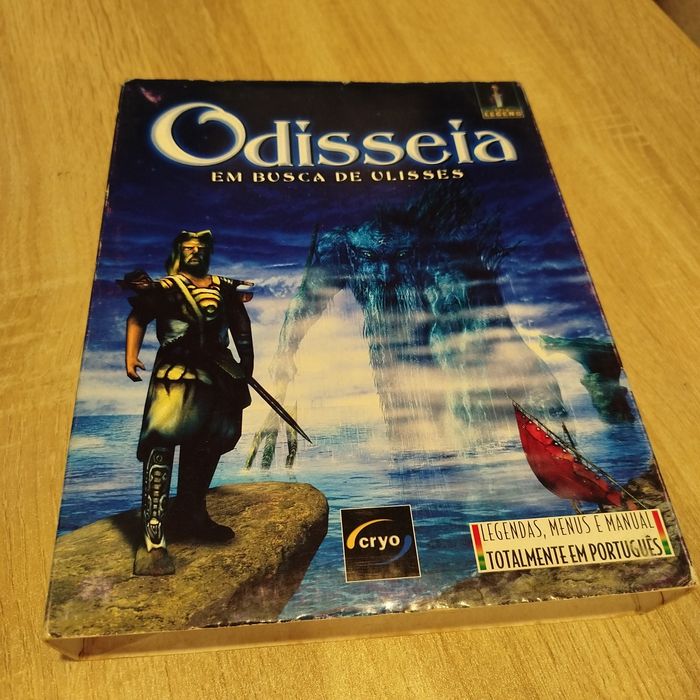 Odisseia
EM BUSCA DE ULISSES
LEGEND
cryo
LEGENDAS, MENUS E MANUAL
TOTALMENTE EM PORTUGUÊS